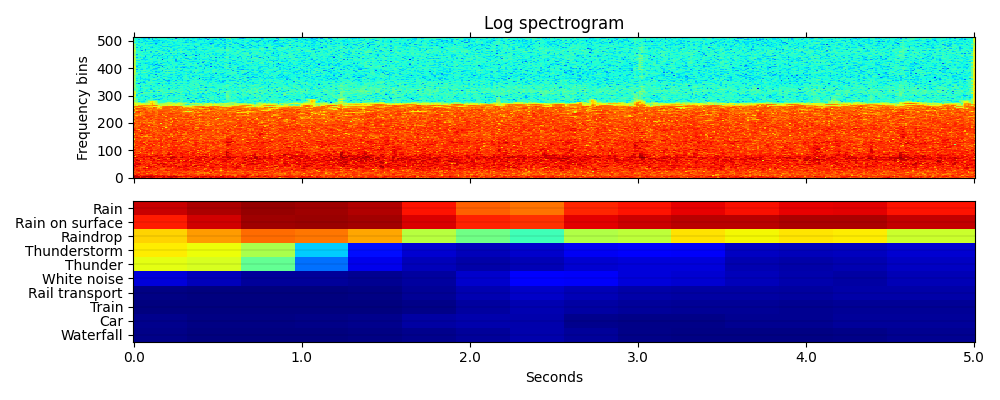 Log spectrogram
500
400
300
200
100
0
Frequency bins
Rain
Rain on surface
Raindrop
Thunderstorm
Thunder
White noise
Rail transport
Train
Car
Waterfall
0.0 1.0 2.0 3.0 4.0 5.0
Seconds